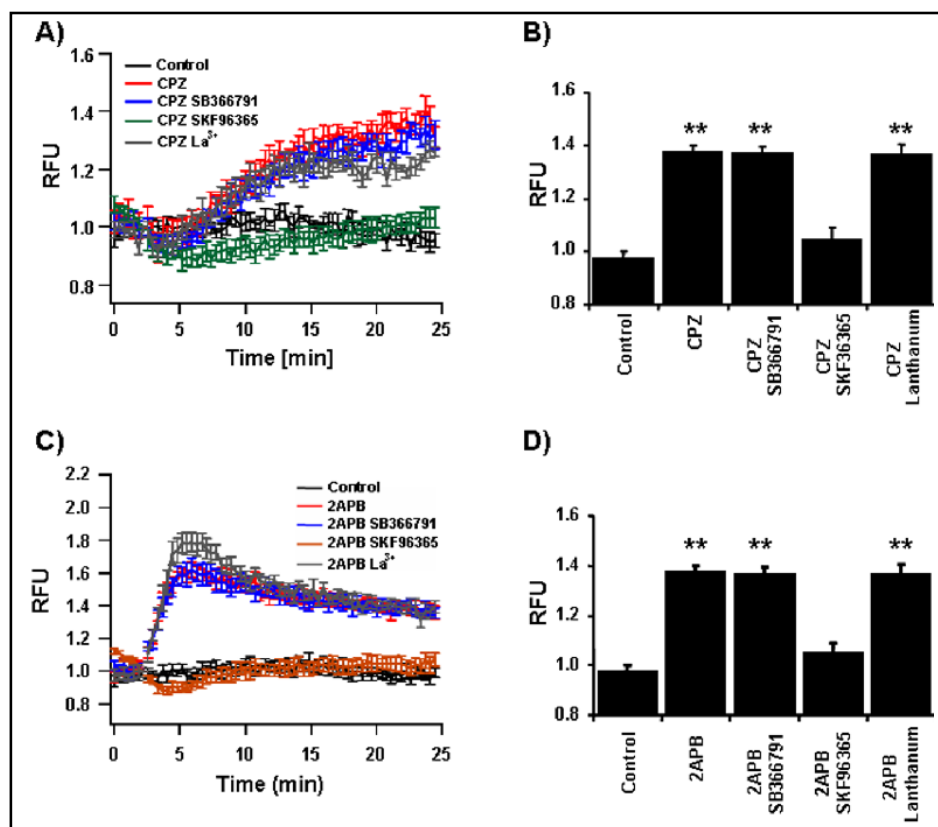 A)
Control
CPZ
CPZ SB366791
CPZ SKF96365
CPZ La3+
RFU
1.6
1.4
1.2
1.0
0.8
0 5 10 15 20 25
Time [min]
B)
** ** **
RFU
1.6
1.4
1.2
1.0
0.8
Control
CPZ
CPZ
SB366791
CPZ
SKF36365
CPZ
Lanthanum
C)
Control
2APB
2APB SB366791
2APB SKF96365
2APB La3+
RFU
2.2
2.0
1.8
1.6
1.4
1.2
1.0
0.8
0 5 10 15 20 25
Time (min)
D)
** ** **
RFU
1.6
1.4
1.2
1.0
0.8
Control
2APB
2APB
SB366791
2APB
SKF96365
2APB
Lanthanum